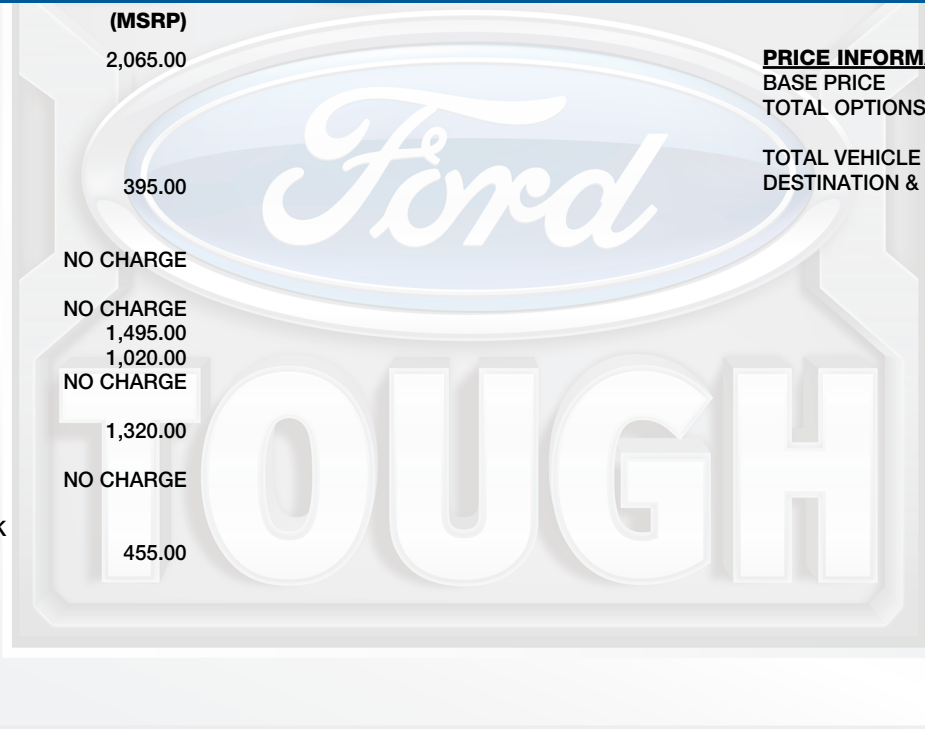 (MSRP)
2,065.00
395.00
NO CHARGE
NO CHARGE
1,495.00
1,020.00
NO CHARGE
1,320.00
NO CHARGE
K
455.00
PRICE INFORMA
BASE PRICE
TOTAL OPTIONS
TOTAL VEHICLE
DESTINATION &
Ford
TOUGH